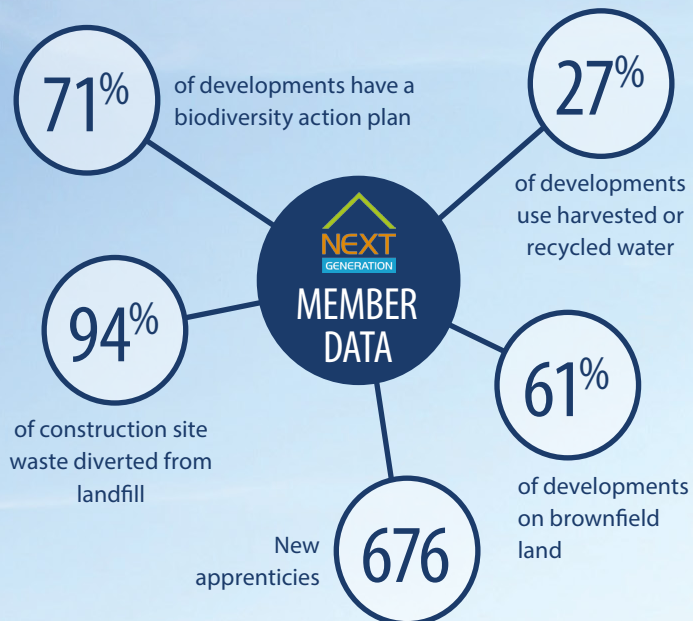 71%
of developments have a
biodiversity action plan
27%
of developments
use harvested or
recycled water
NEXT
GENERATION
MEMBER
DATA
94%
of construction site
waste diverted from
landfill
61%
of developments
on brownfield
land
New
apprenticies
676